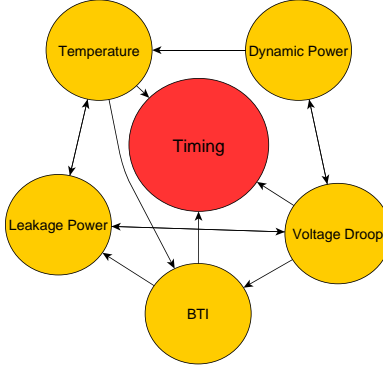 Temperature
Dynamic Power
Timing
Leakage Power
Voltage Droop
BTI